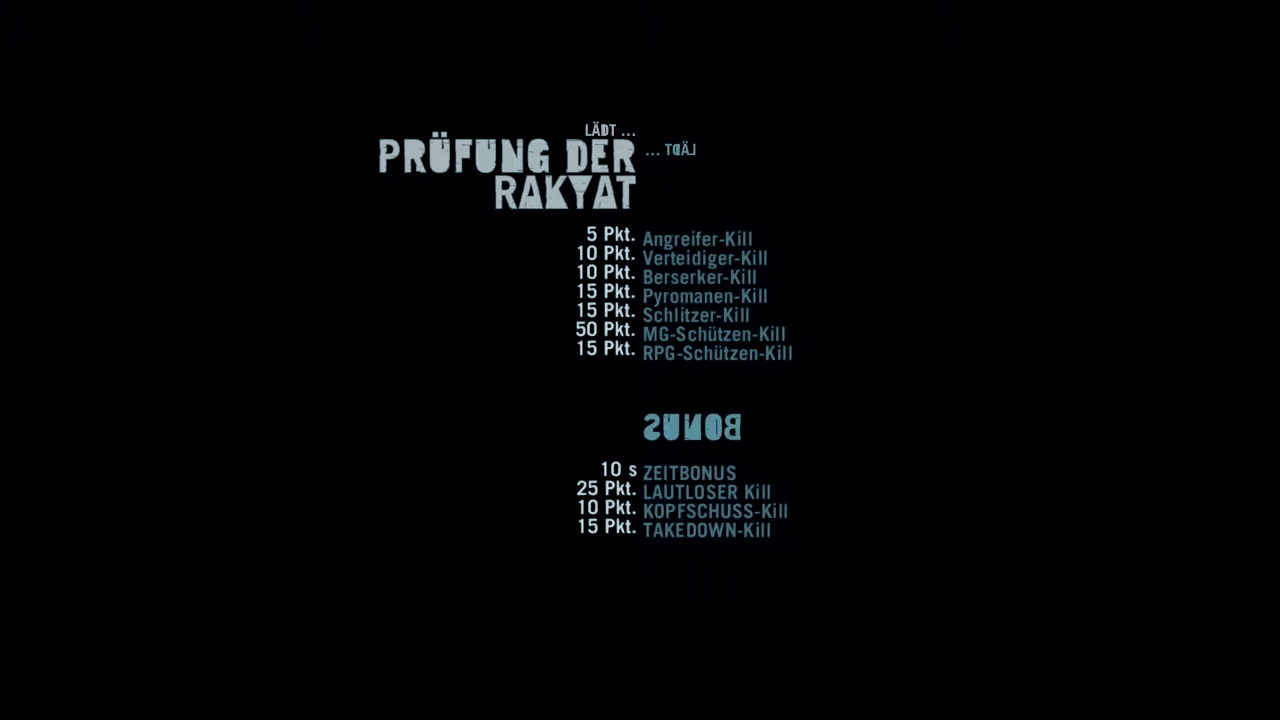 LÄDT ...
LÄDT ...
PRÜFUNG DER
RAKYAT
5 Pkt. Angreifer-Kill
10 Pkt. Verteidiger-Kill
10 Pkt. Berserker-Kill
15 Pkt. Pyromanen-Kill
15 Pkt. Schlitzer-Kill
50 Pkt. MG-Schützen-Kill
15 Pkt. RPG-Schützen-Kill
BONUS
10 s ZEITBONUS
25 Pkt. LAUTLOSER Kill
10 Pkt. KOPFSCHUSS-Kill
15 Pkt. TAKEDOWN-Kill